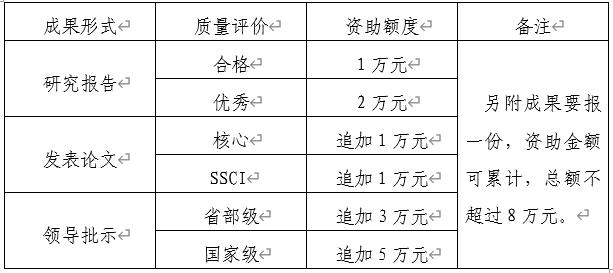 成果形式 质量评价 资助额度 备注
研究报告 合格 1万元
优秀 2万元
发表论文 核心 追加1万元
SSCI 追加1万元
领导批示 省部级 追加3万元
国家级 追加5万元
另附成果要报
一份，资助金额
可累计，总额不
超过8万元。